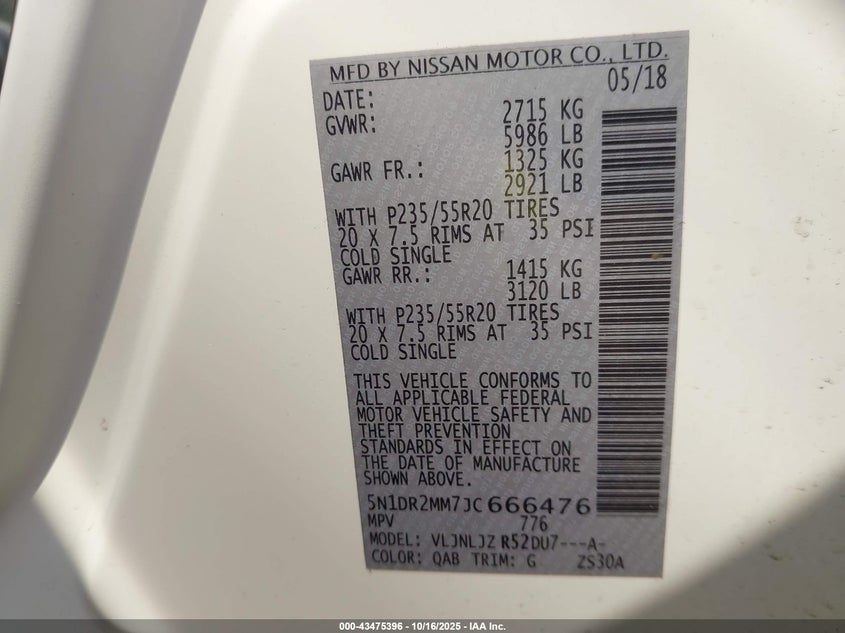 MFD BY NISSAN MOTOR CO., LTD.
DATE: 05/18
GVWR: 2715 KG
5986 LB
GAWR FR.: 1325 KG
2921 LB
WITH P235/55R20 TIRES
20 X 7.5 RIMS AT 35 PSI
COLD SINGLE
GAWR RR.: 1415 KG
3120 LB
WITH P235/55R20 TIRES
20 X 7.5 RIMS AT 35 PSI
COLD SINGLE
THIS VEHICLE CONFORMS TO
ALL APPLICABLE FEDERAL
MOTOR VEHICLE SAFETY AND
THEFT PREVENTION
STANDARDS IN EFFECT ON
THE DATE OF MANUFACTURE
SHOWN ABOVE.
5N1DR2MM7JC666476
MPV 776
MODEL: VLJNLJZ R52DU7---A-
COLOR: QAB TRIM: G ZS30A
000-43475396 - 10/16/2025 - IAA Inc.